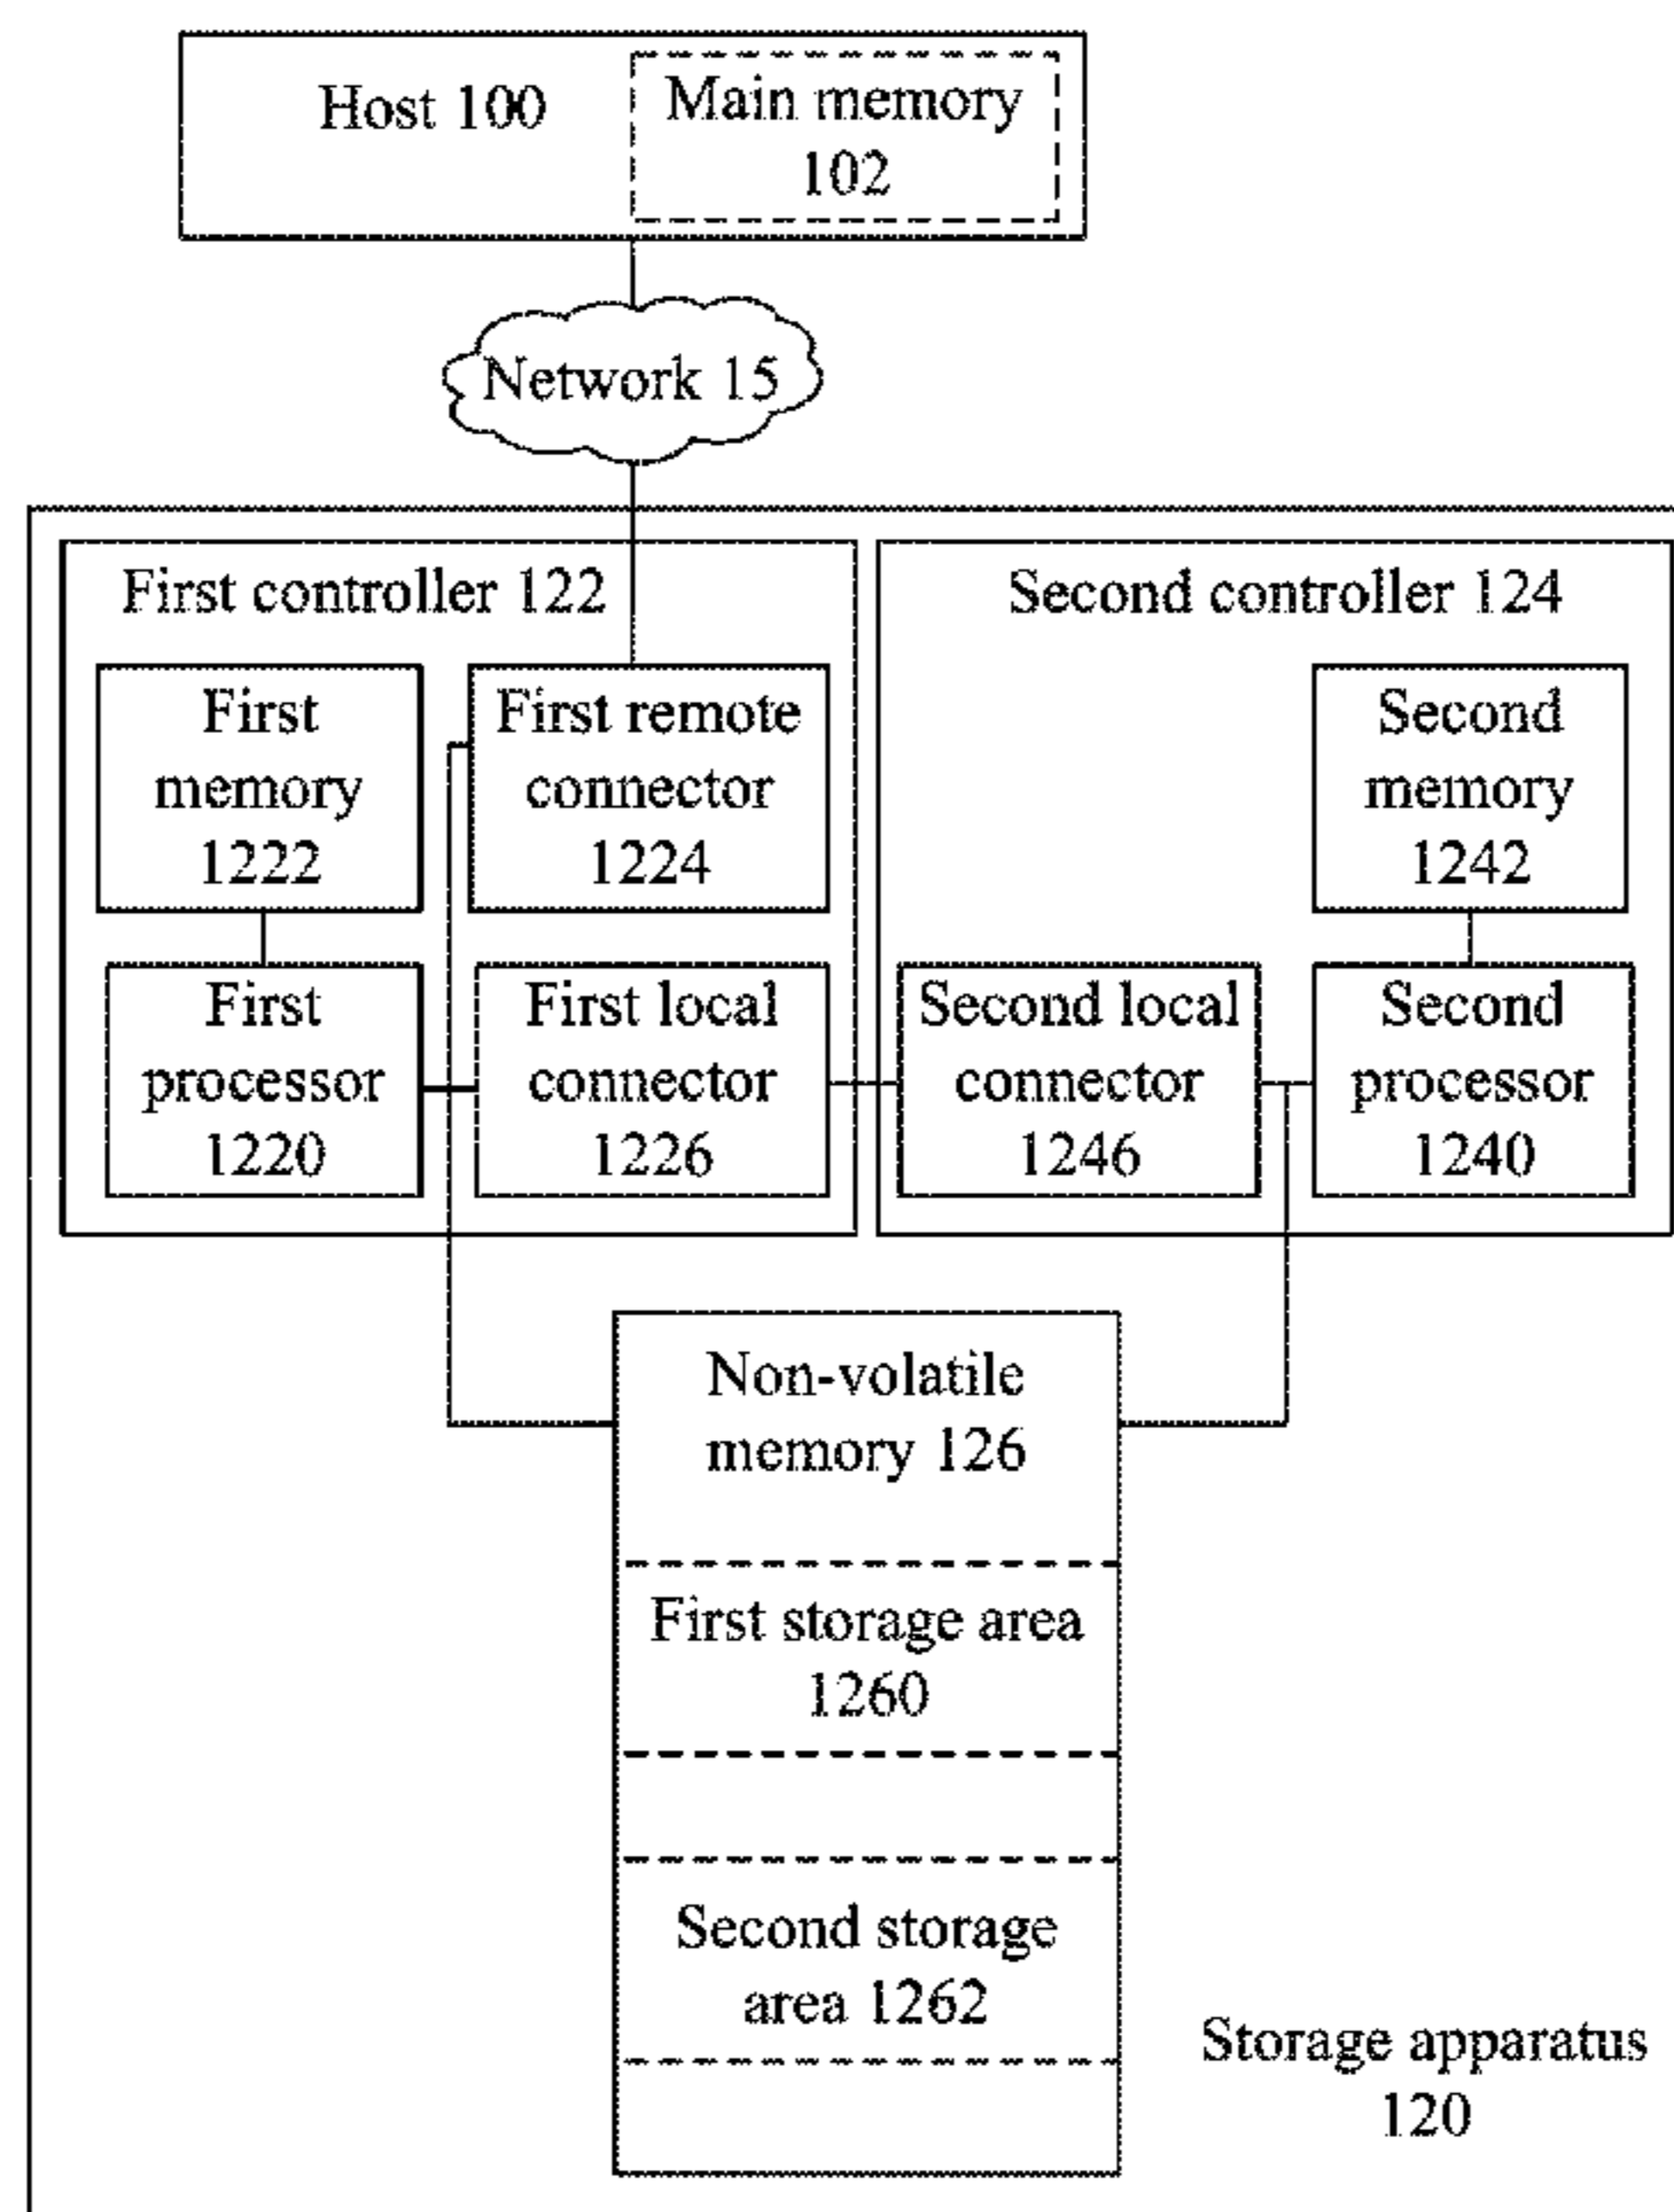 Host 100
Main memory
102
Network 15
First controller 122
First
memory
1222
First remote
connector
1224
First
processor
1220
First local
connector
1226
Second controller 124
Second
memory
1242
Second local
connector
1246
Second
processor
1240
Non-volatile
memory 126
First storage area
1260
Second storage
area 1262
Storage apparatus
120